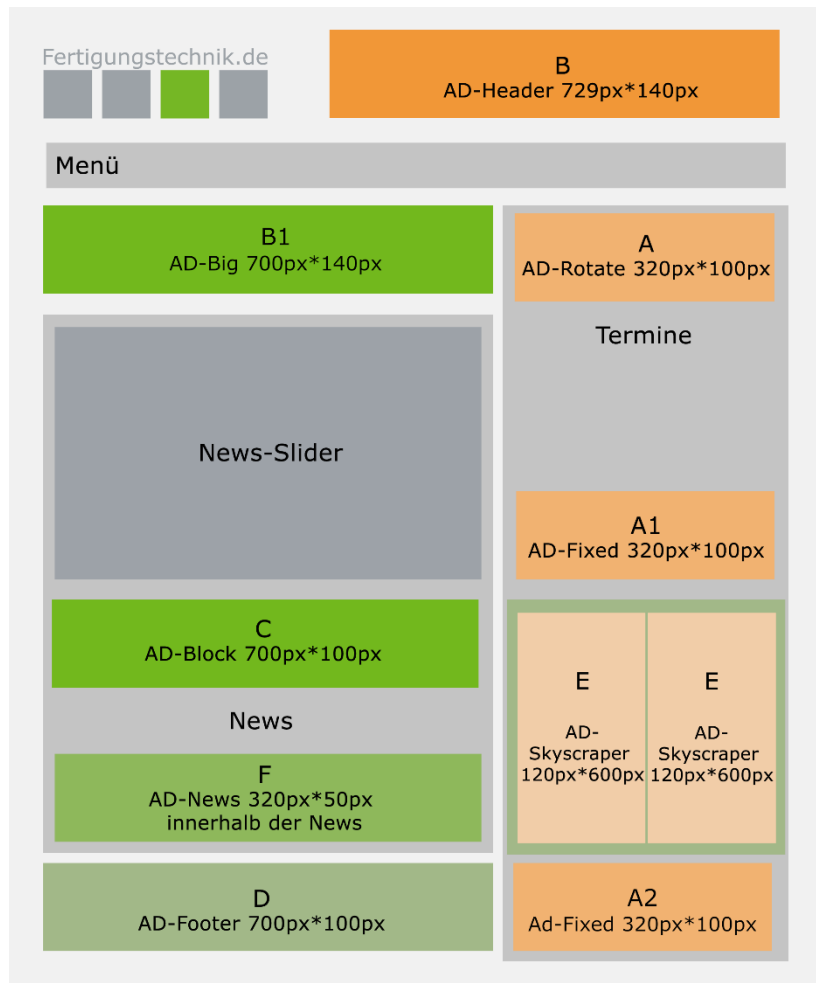 Fertigungstechnik.de
B
AD-Header 729px*140px
Menü
B1
AD-Big 700px*140px
A
AD-Rotate 320px*100px
Termine
News-Slider
A1
AD-Fixed 320px*100px
C
AD-Block 700px*100px
News
F
AD-News 320px*50px
innerhalb der News
E
AD-
Skyscraper
120px*600px
E
AD-
Skyscraper
120px*600px
D
AD-Footer 700px*100px
A2
Ad-Fixed 320px*100px